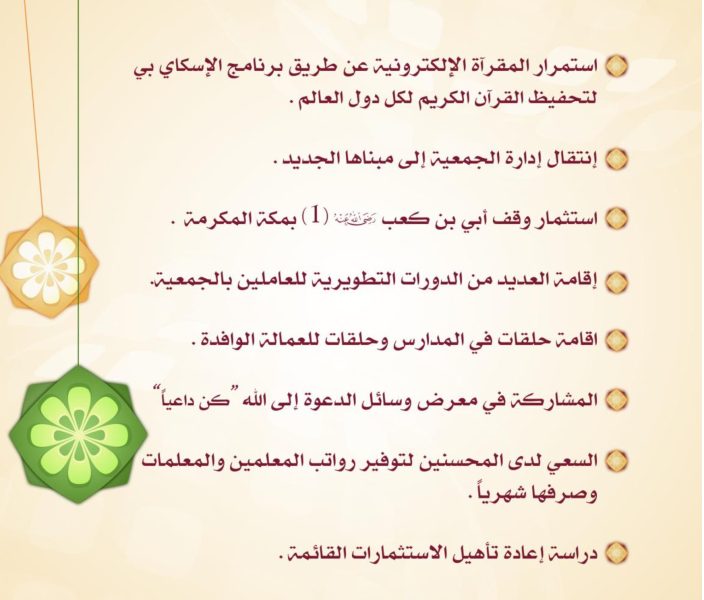 استمرار المقرآة الإلكترونية عن طريق برنامج الإسكاي بي
لتحفيظ القرآن الكريم لكل دول العالم .
إنتقال إدارة الجمعية إلى مبناها الجديد .
استثمار وقف أبي بن كعب رَضِيَ اللهُ عَنْهُ (1) بمكة المكرمة .
إقامة العديد من الدورات التطويرية للعاملين بالجمعية.
اقامة حلقات في المدارس وحلقات للعمالة الوافدة .
المشاركة في معرض وسائل الدعوة إلى الله ”كن داعياً“
السعي لدى المحسنين لتوفير رواتب المعلمين والمعلمات
وصرفها شهرياً .
دراسة إعادة تأهيل الاستثمارات القائمة .